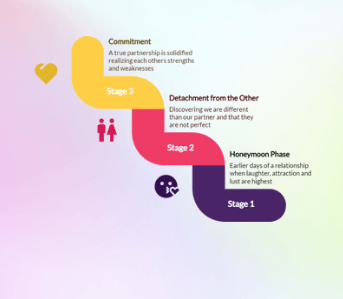 Commitment
A true partnership is solidified
realizing each others strengths
and weaknesses
Stage 3
Detachment from the Other
Discovering we are different
than our partner and that they
are not perfect
Stage 2
Honeymoon Phase
Earlier days of a relationship
when laughter, attraction and
lust are highest
Stage 1